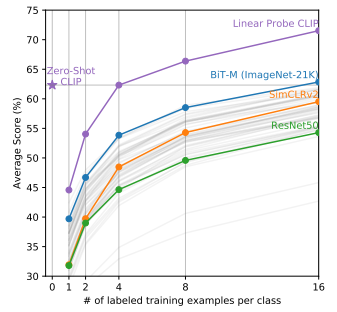 75
70
65
60
55
50
45
40
35
30
Average Score (%)
Linear Probe CLIP
Zero-Shot
CLIP
BiT-M (ImageNet-21K)
SimCLRv2
ResNet50
0 1 2 4 8 16
# of labeled training examples per class